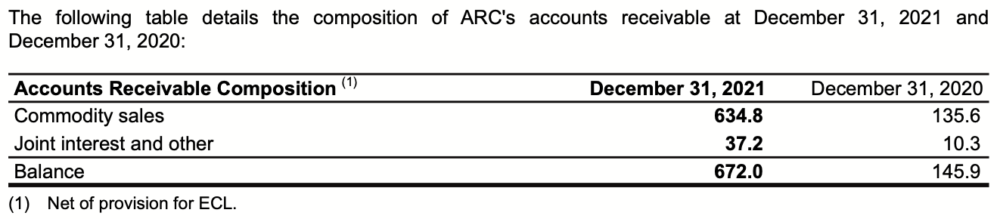 The following table details the composition of ARC's accounts receivable at December 31, 2021 and
December 31, 2020:
Accounts Receivable Composition (1) December 31, 2021 December 31, 2020
Commodity sales 634.8 135.6
Joint interest and other 37.2 10.3
Balance 672.0 145.9
(1) Net of provision for ECL.